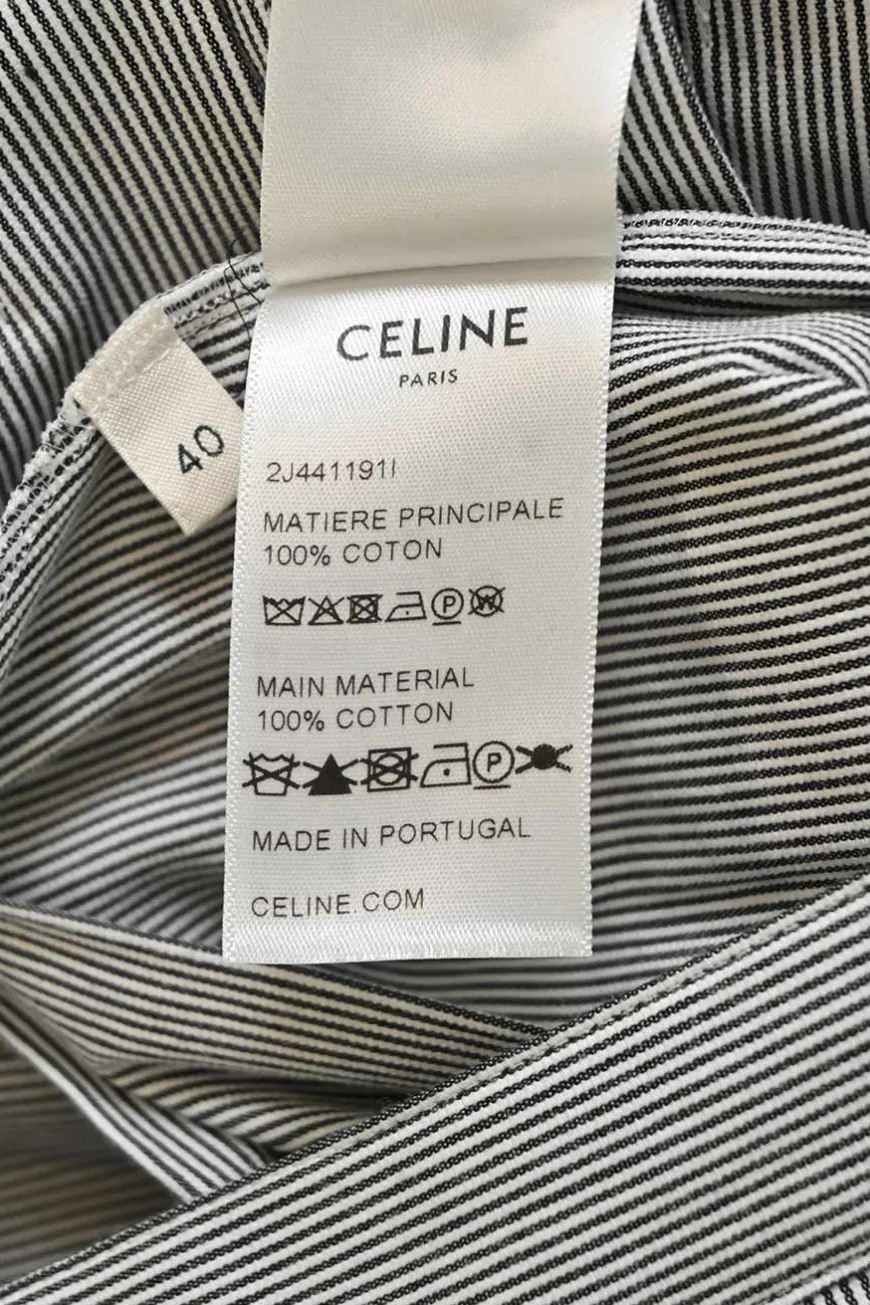 CELINE
PARIS
40
2J441191I
MATIERE PRINCIPALE
100% COTON
P W
MAIN MATERIAL
100% COTTON
P
MADE IN PORTUGAL
CELINE.COM